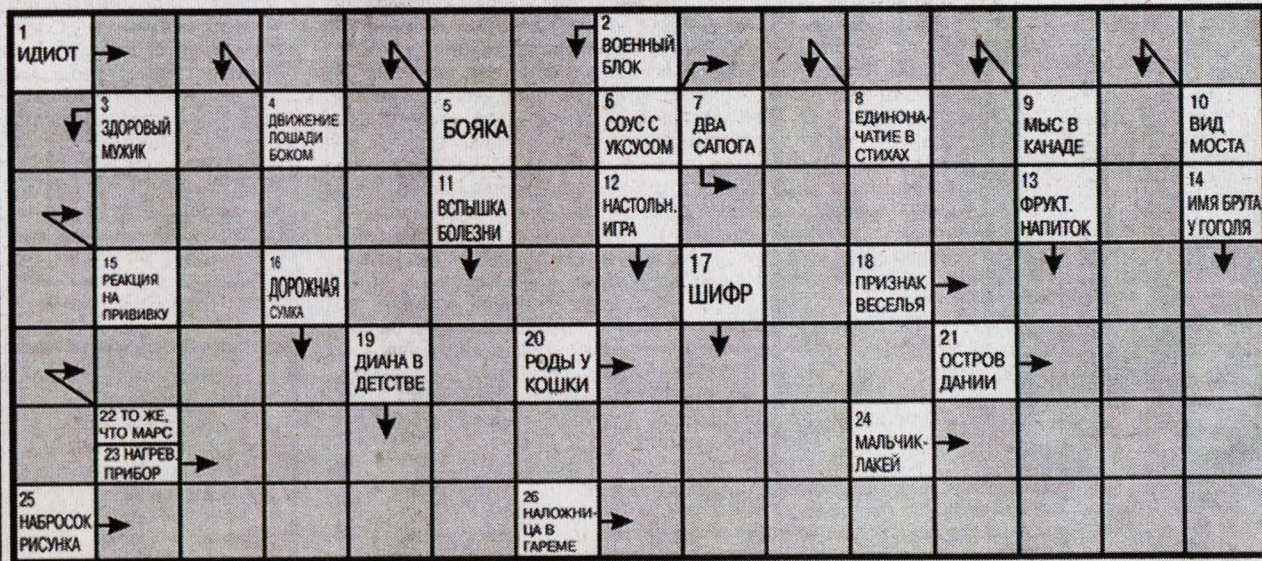 1
ИДИОТ
2
ВОЕННЫЙ
БЛОК
3
ЗДОРОВЫЙ
МУЖИК
4
ДВИЖЕНИЕ
ЛОШАДИ
БОКОМ
5
БОЯКА
6
СОУС С
УКСУСОМ
7
ДВА
САПОГА
8
ЕДИНОНА-
ЧАТИЕ В
СТИХАХ
9
МЫС В
КАНАДЕ
10
ВИД
МОСТА
11
ВСПЫШКА
БОЛЕЗНИ
12
НАСТОЛЬН.
ИГРА
13
ФРУКТ.
НАПИТОК
14
ИМЯ БРУТА
У ГОГОЛЯ
15
РЕАКЦИЯ
НА
ПРИВИВКУ
16
ДОРОЖНАЯ
СУМКА
17
ШИФР
18
ПРИЗНАК
ВЕСЕЛЬЯ
19
ДИАНА В
ДЕТСТВЕ
20
РОДЫ У
КОШКИ
21
ОСТРОВ
ДАНИИ
22 ТО ЖЕ,
ЧТО МАРС
23 НАГРЕВ.
ПРИБОР
24
МАЛЬЧИК-
ЛАКЕЙ
25
НАБРОСОК
РИСУНКА
26
НАЛОЖНИ-
ЦА В
ГАРЕМЕ